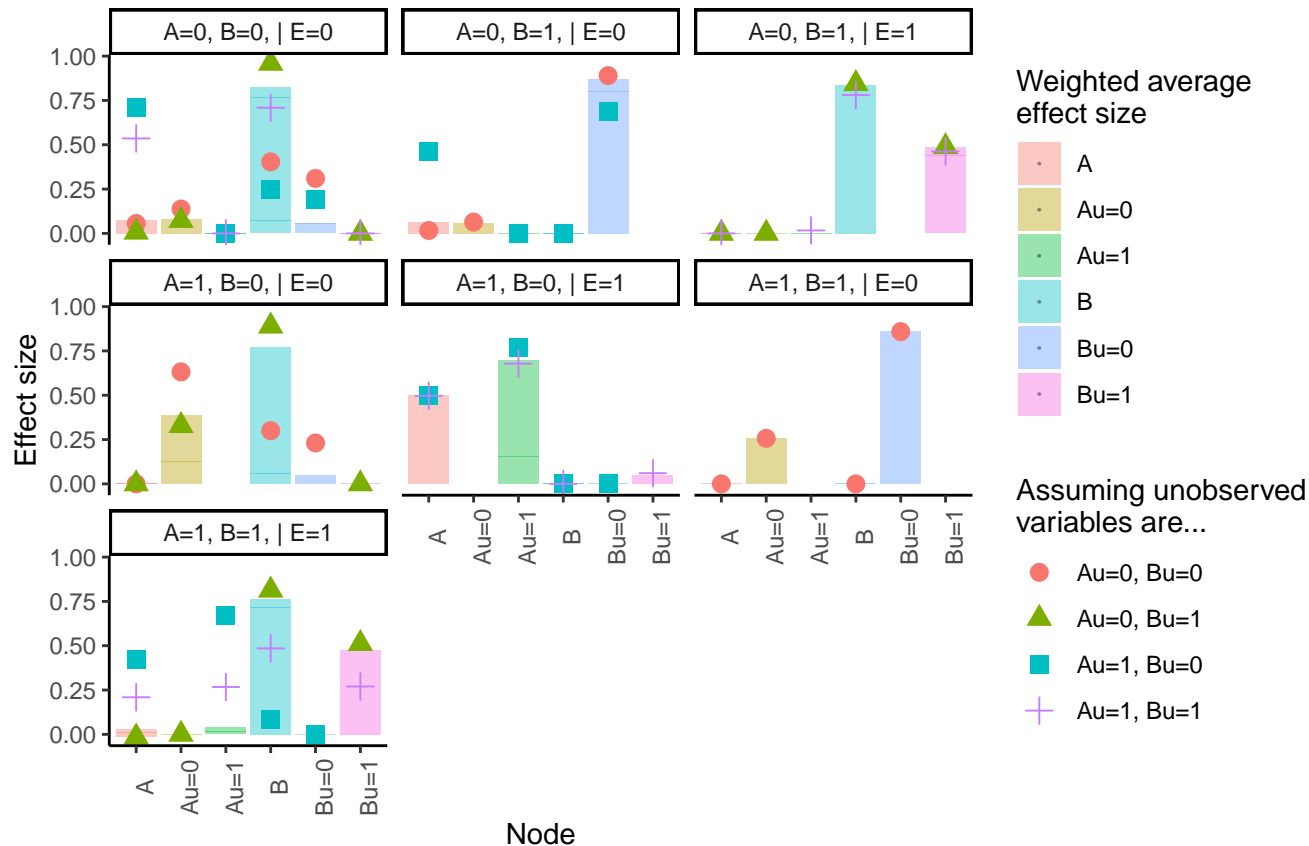 A=0, B=0, | E=0
A=0, B=1, | E=0
A=0, B=1, | E=1
1.00
0.75
0.50
0.25
0.00
A=1, B=0, | E=0
A=1, B=0, | E=1
A=1, B=1, | E=0
1.00
0.75
0.50
0.25
0.00
A
Au=0
Au=1
B
Bu=0
Bu=1
A
Au=0
Au=1
B
Bu=0
Bu=1
A=1, B=1, | E=1
1.00
0.75
0.50
0.25
0.00
A
Au=0
Au=1
B
Bu=0
Bu=1
Effect size
Node
Weighted average
effect size
A
Au=0
Au=1
B
Bu=0
Bu=1
Assuming unobserved
variables are...
Au=0, Bu=0
Au=0, Bu=1
Au=1, Bu=0
Au=1, Bu=1